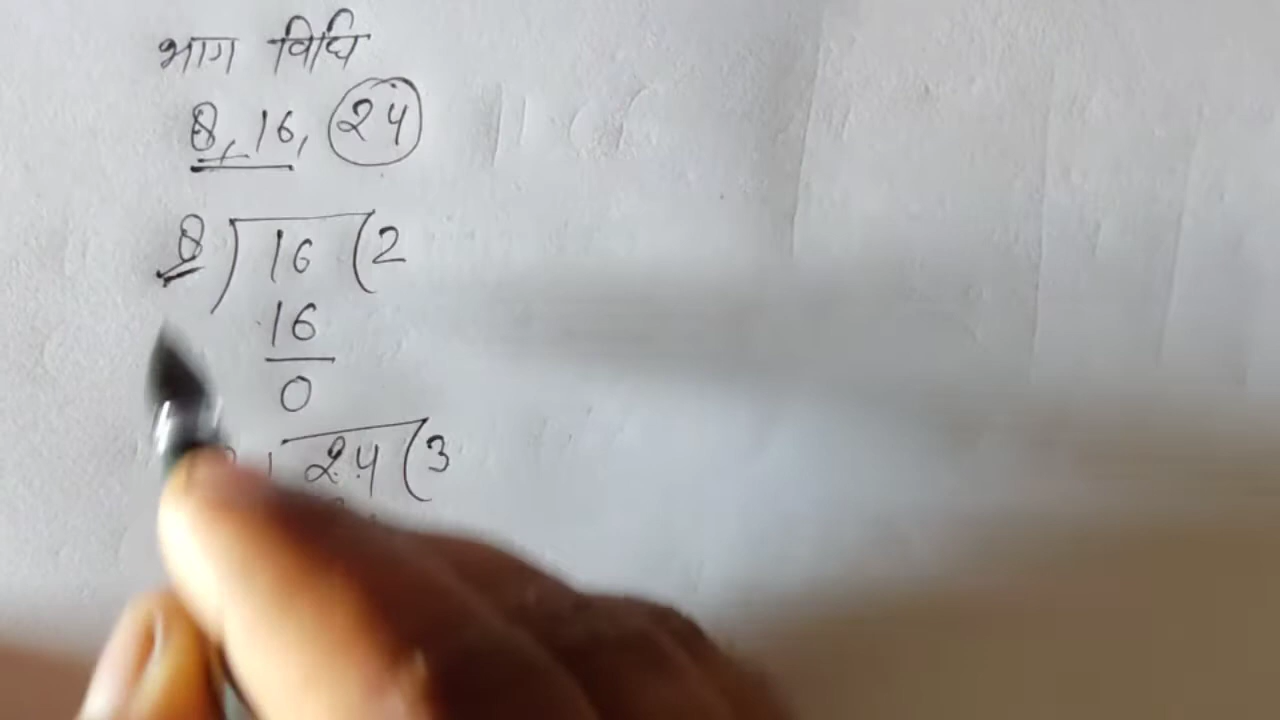 भाग विधि
8, 16, 24
8) 16 (2
16
0
24 (3